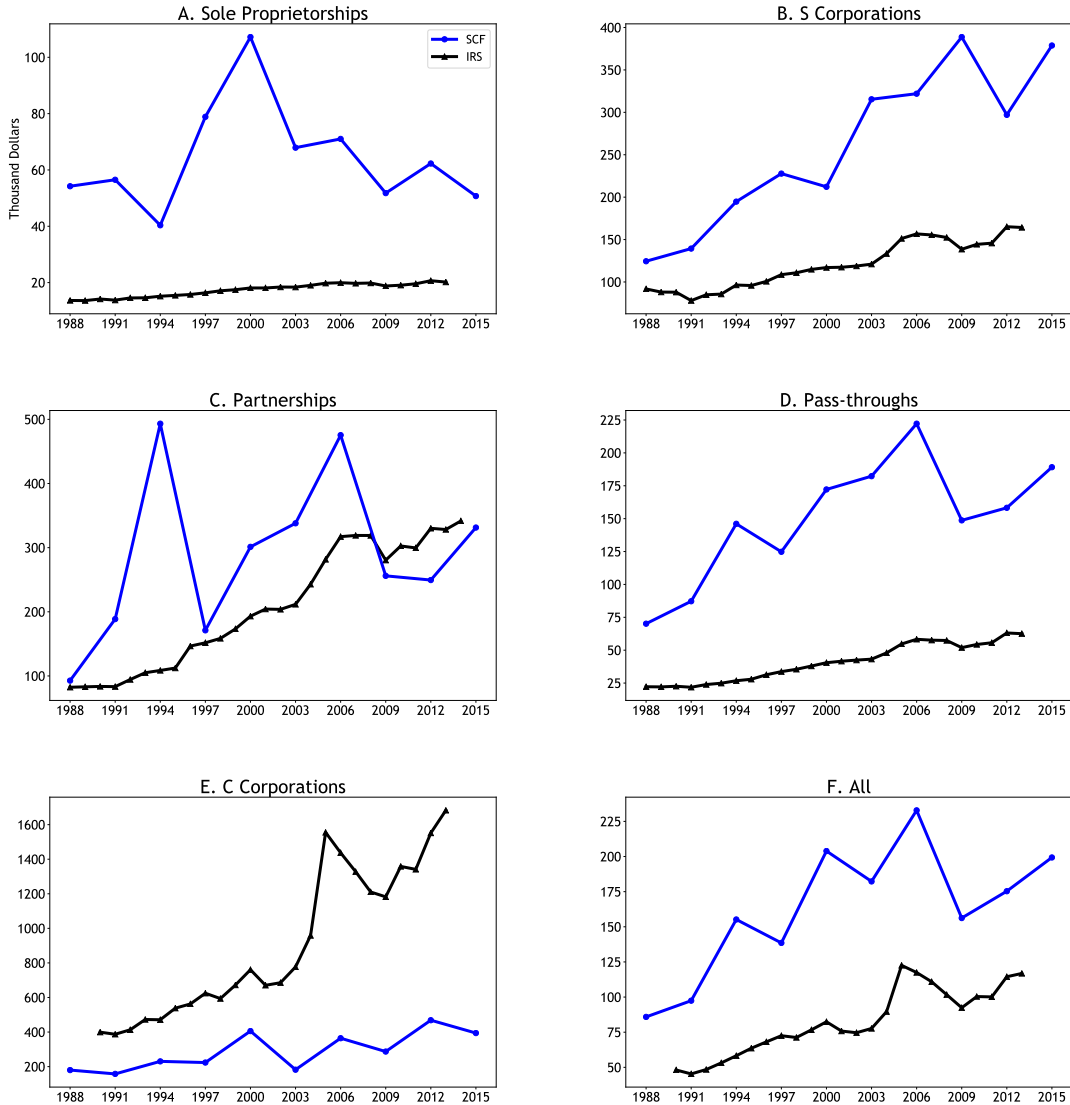 A. Sole Proprietorships
SCF
IRS
Thousand Dollars
100
80
60
40
20
1988 1991 1994 1997 2000 2003 2006 2009 2012 2015
B. S Corporations
400
350
300
250
200
150
100
1988 1991 1994 1997 2000 2003 2006 2009 2012 2015
C. Partnerships
500
400
300
200
100
1988 1991 1994 1997 2000 2003 2006 2009 2012 2015
D. Pass-throughs
225
200
175
150
125
100
75
50
25
1988 1991 1994 1997 2000 2003 2006 2009 2012 2015
E. C Corporations
1600
1400
1200
1000
800
600
400
200
1988 1991 1994 1997 2000 2003 2006 2009 2012 2015
F. All
225
200
175
150
125
100
75
50
1988 1991 1994 1997 2000 2003 2006 2009 2012 2015